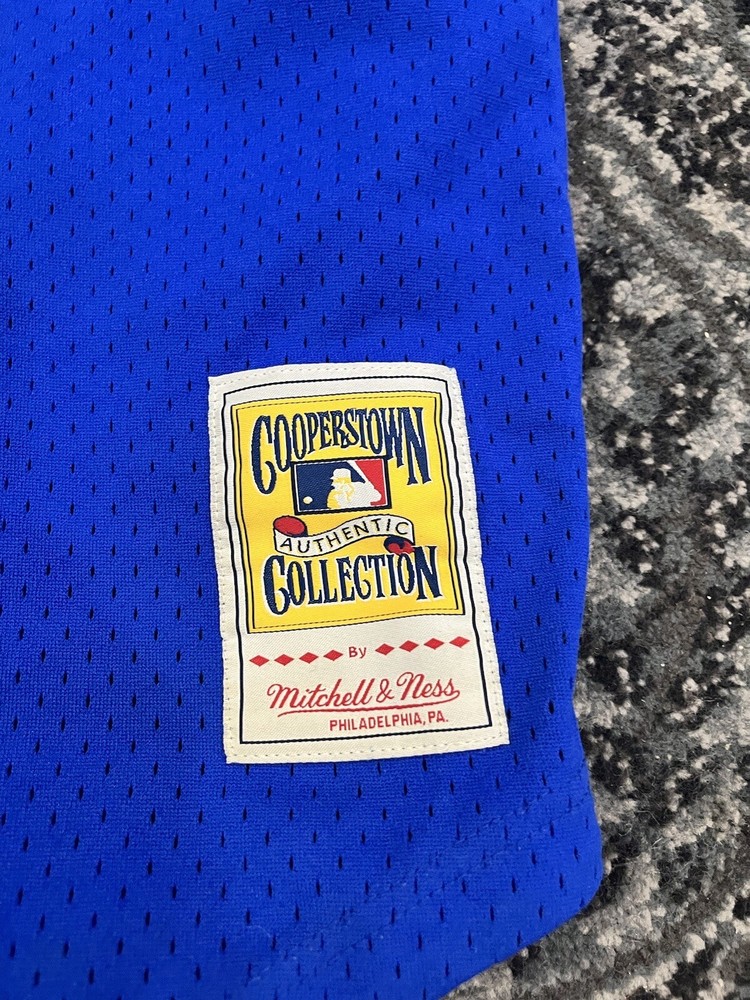 COOPERSTOWN
AUTHENTIC
COLLECTION
By
Mitchell & Ness
PHILADELPHIA, PA.